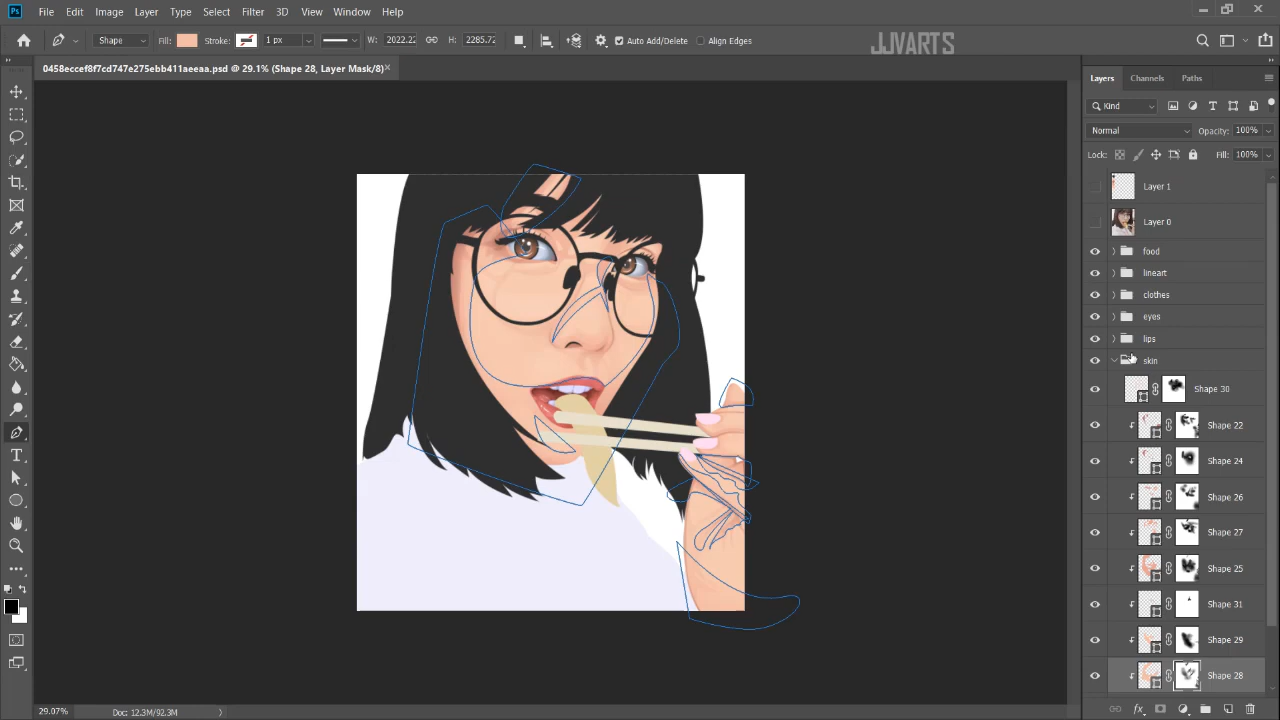 Ps File Edit Image Layer Type Select Filter 3D View Window Help
Shape Fill: Stroke: 1 px W: 2022.22 H: 2285.72 Auto Add/Delete Align Edges
JJVARTS
0458eccef8f7cd747e275ebb411aeeaa.psd @ 29.1% (Shape 28, Layer Mask/8)
Layers Channels Paths
Kind
Normal Opacity: 100%
Lock: Fill: 100%
Layer 1
Layer 0
food
lineart
clothes
eyes
lips
skin
Shape 30
Shape 22
Shape 24
Shape 26
Shape 27
Shape 25
Shape 31
Shape 29
Shape 28
29.07% Doc: 12.3M/92.3M